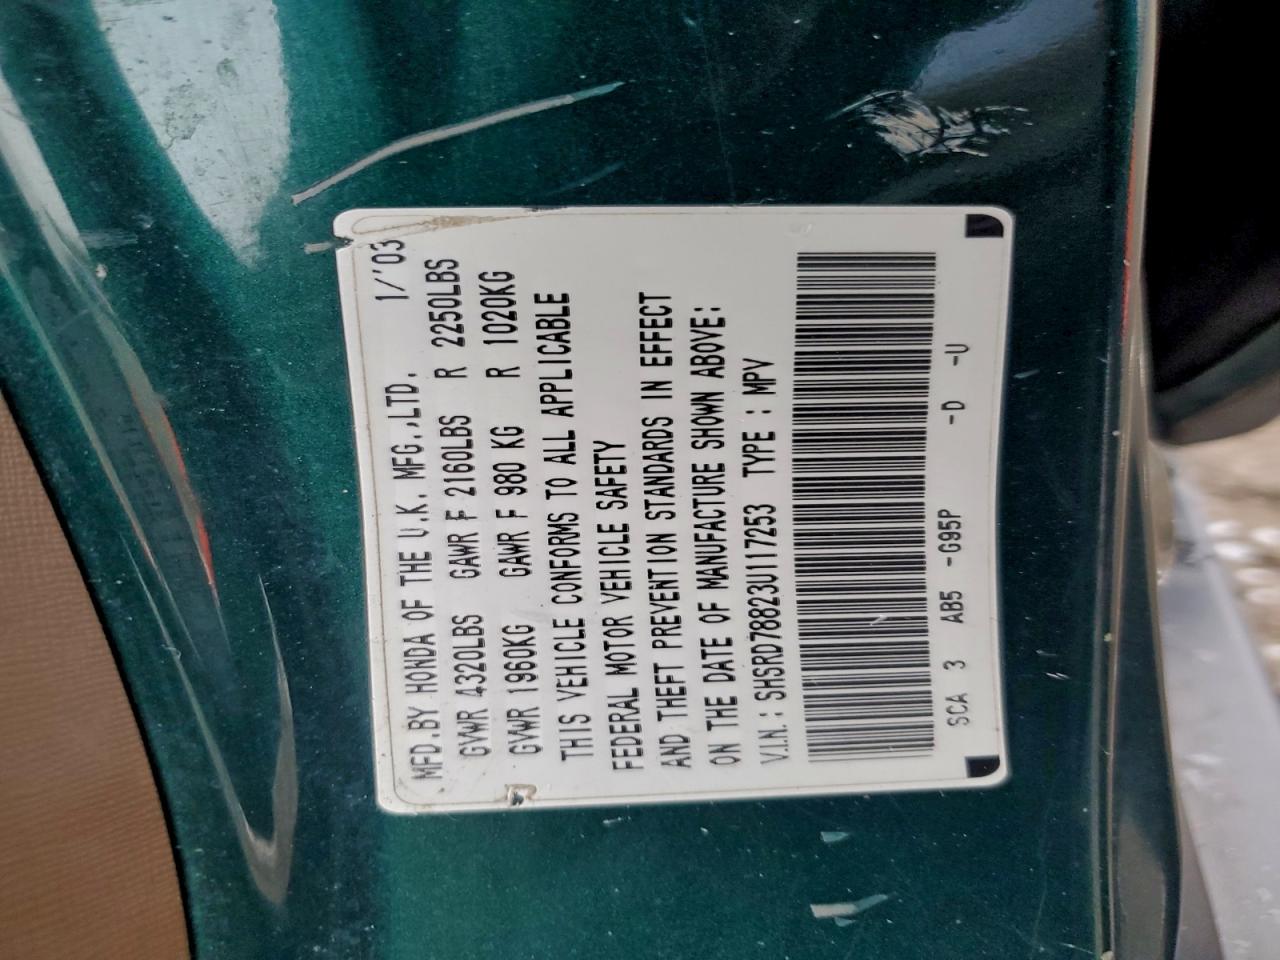 MFD.BY HONDA OF THE U.K. MFG.,LTD. 1/'03
GVWR 4320LBS GAWR F 2160LBS R 2250LBS
GVWR 1960KG GAWR F 980 KG R 1020KG
THIS VEHICLE CONFORMS TO ALL APPLICABLE
FEDERAL MOTOR VEHICLE SAFETY
AND THEFT PREVENTION STANDARDS IN EFFECT
ON THE DATE OF MANUFACTURE SHOWN ABOVE:
V.I.N.: SHSRD78823U117253 TYPE : MPV
SCA 3 AB5 -G95P -D -U